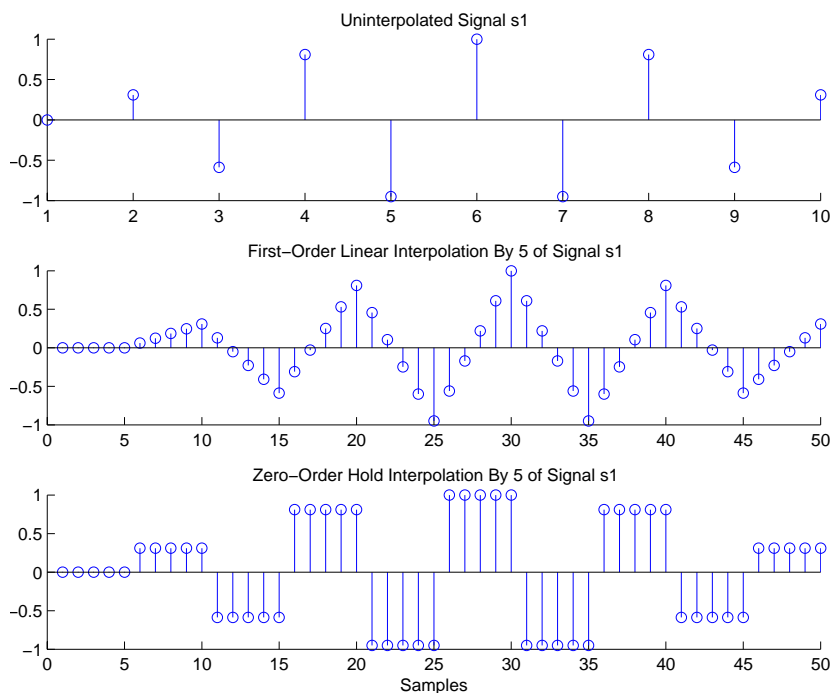 Uninterpolated Signal s1
1
0.5
0
−0.5
−1
1 2 3 4 5 6 7 8 9 10
First−Order Linear Interpolation By 5 of Signal s1
1
0.5
0
−0.5
−1
0 5 10 15 20 25 30 35 40 45 50
Zero−Order Hold Interpolation By 5 of Signal s1
1
0.5
0
−0.5
−1
0 5 10 15 20 25 30 35 40 45 50
Samples